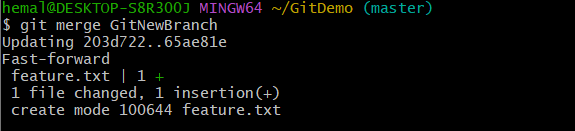 hemal@DESKTOP-S8R3OOJ MINGW64 ~/GitDemo (master)
$ git merge GitNewBranch
Updating 203d722..65ae81e
Fast-forward
 feature.txt | 1 +
 1 file changed, 1 insertion(+)
 create mode 100644 feature.txt